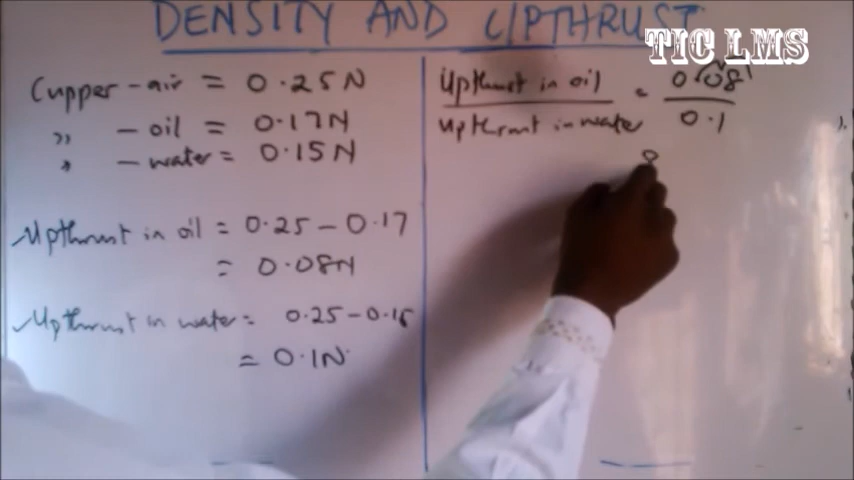 DENSITY AND UPTHRUST
TIC LMS
Cupper - air = 0.25N
,, - oil = 0.17N
,, - water = 0.15N
Upthrust in oil = 0.25 - 0.17
= 0.08N
Upthrust in water = 0.25 - 0.15
= 0.1N
Upthrust in oil = 0.08
Upthrust in water 0.1
8